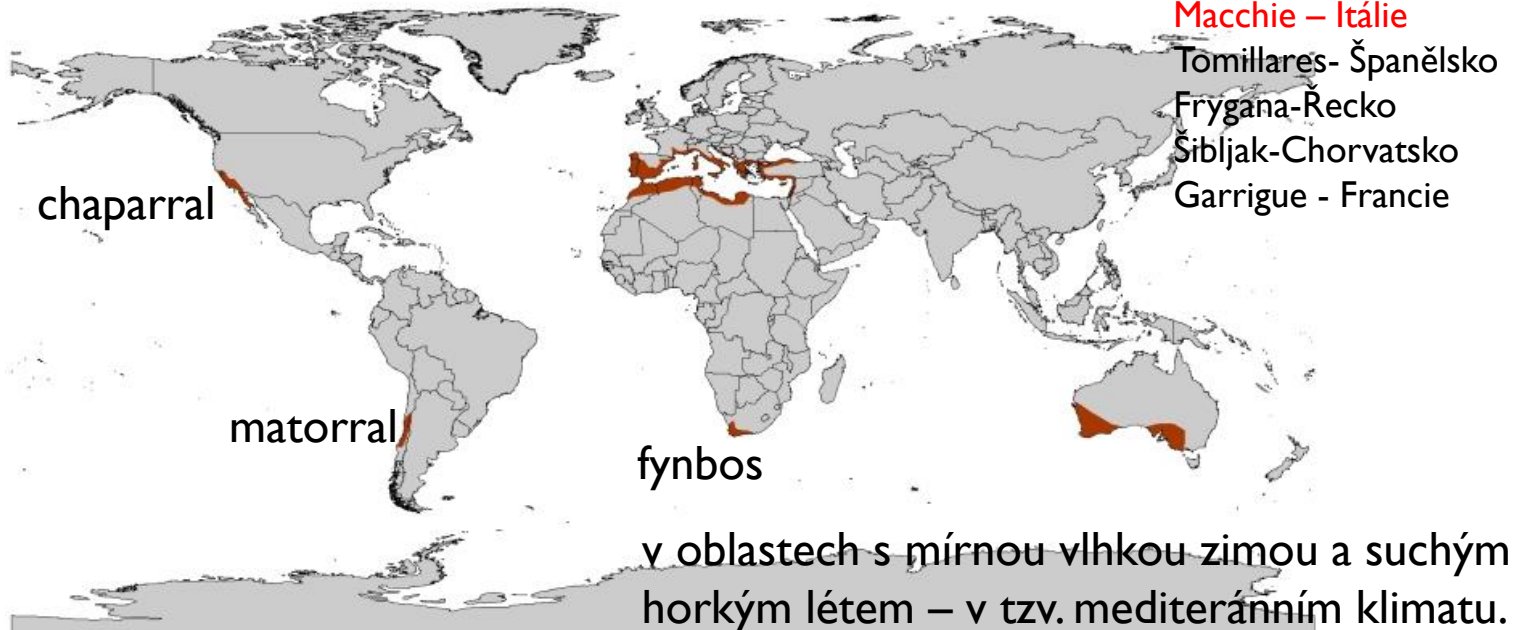 Macchie – Itálie
Tomillares- Španělsko
Frygana-Řecko
Šibljak-Chorvatsko
Garrigue - Francie
chaparral
matorral
fynbos
v oblastech s mírnou vlhkou zimou a suchým
horkým létem – v tzv. mediteránním klimatu.